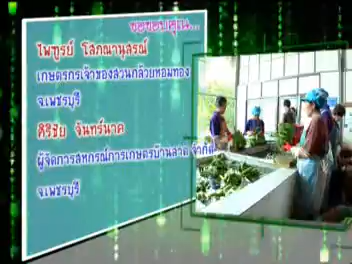 ขอขอบคุณ...
ไพฑูรย์ โสภณานุสรณ์
เกษตรกรเจ้าของสวนกล้วยหอมทอง
จ.เพชรบุรี
ศิริชัย จันทร์นาค
ผู้จัดการสหกรณ์การเกษตรบ้านลาด จำกัด
จ.เพชรบุรี